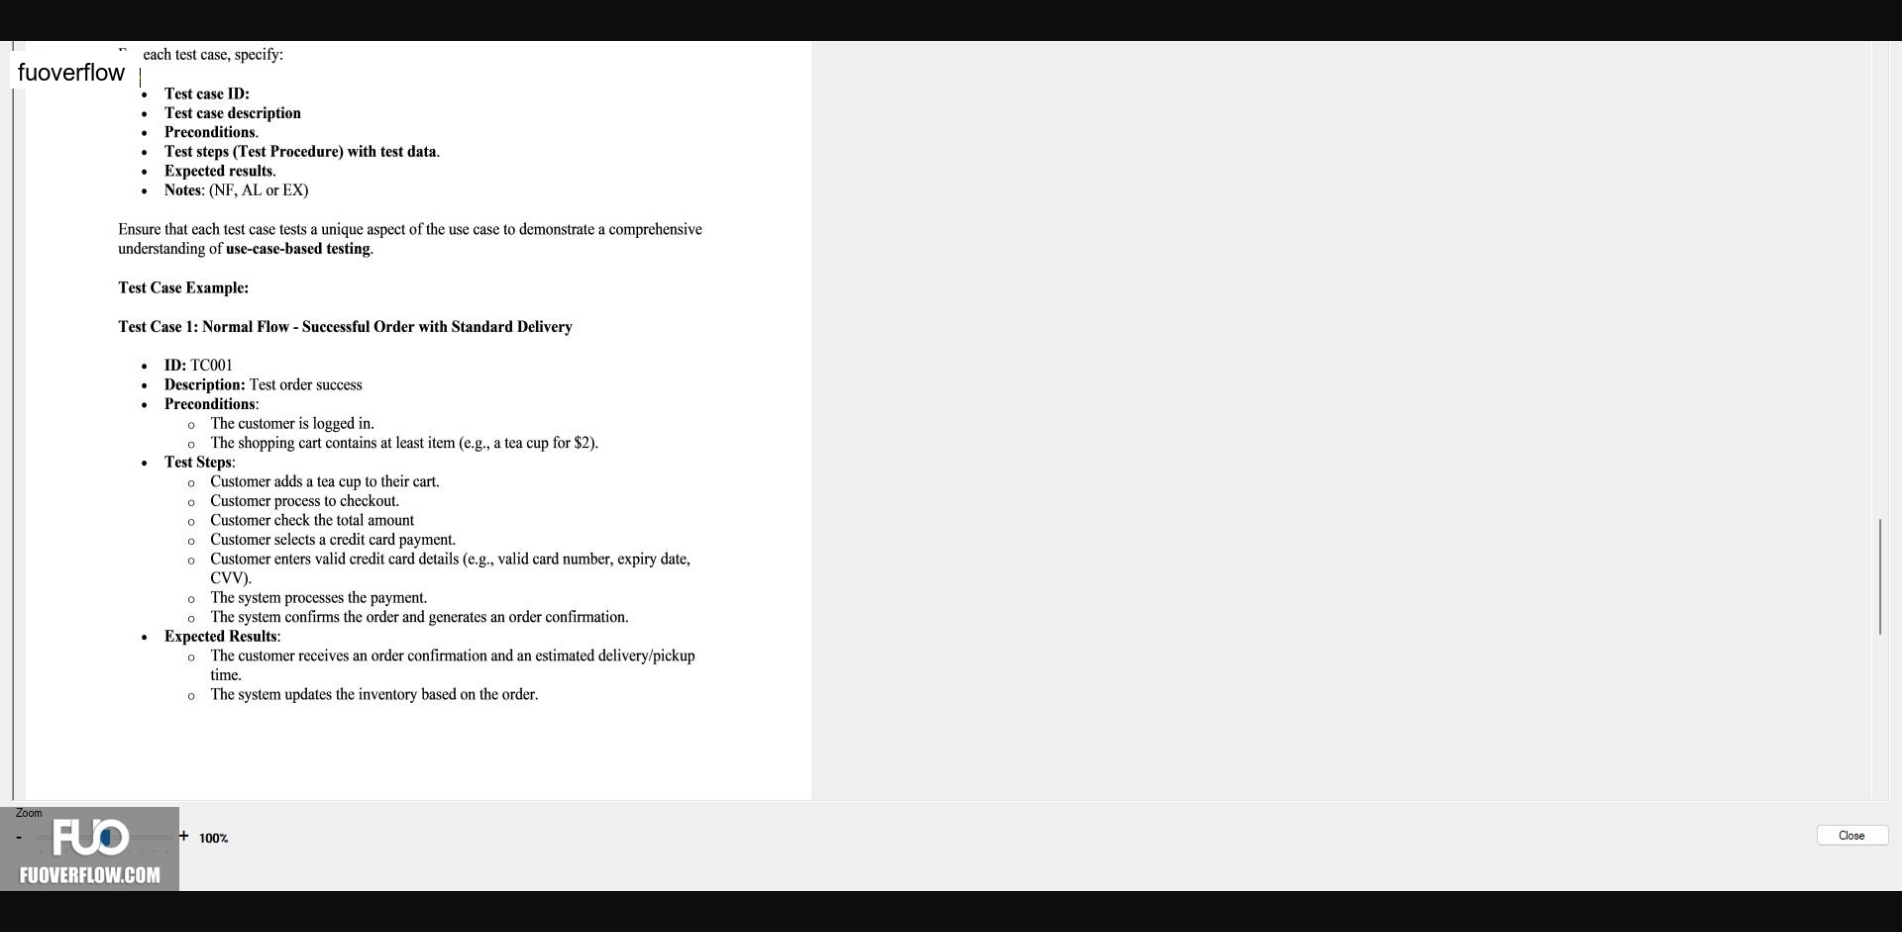 each test case, specify:
fuoverflow
• Test case ID:
• Test case description
• Preconditions.
• Test steps (Test Procedure) with test data.
• Expected results.
• Notes: (NF, AL or EX)
Ensure that each test case tests a unique aspect of the use case to demonstrate a comprehensive
understanding of use-case-based testing.
Test Case Example:
Test Case 1: Normal Flow - Successful Order with Standard Delivery
• ID: TC001
• Description: Test order success
• Preconditions:
o The customer is logged in.
o The shopping cart contains at least item (e.g., a tea cup for $2).
• Test Steps:
o Customer adds a tea cup to their cart.
o Customer process to checkout.
o Customer check the total amount
o Customer selects a credit card payment.
o Customer enters valid credit card details (e.g., valid card number, expiry date,
CVV).
o The system processes the payment.
o The system confirms the order and generates an order confirmation.
• Expected Results:
o The customer receives an order confirmation and an estimated delivery/pickup
time.
o The system updates the inventory based on the order.
Zoom
- + 100%
Close
FUO
FUOVERFLOW.COM